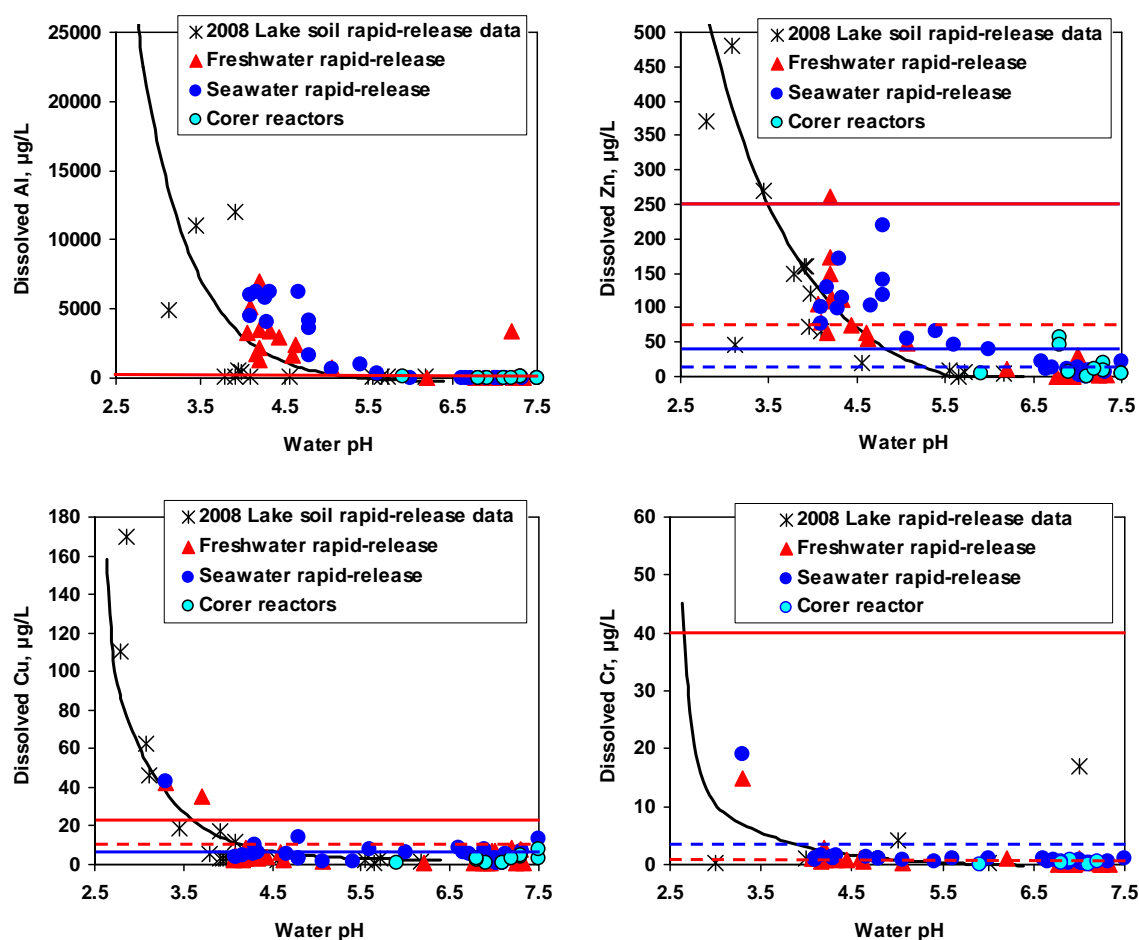 2008 Lake soil rapid-release data
Freshwater rapid-release
Seawater rapid-release
Corer reactors
Dissolved Al, µg/L
25000
20000
15000
10000
5000
0
2.5 3.5 4.5 5.5 6.5 7.5
Water pH
2008 Lake soil rapid-release data
Freshwater rapid-release
Seawater rapid-release
Corer reactors
Dissolved Zn, µg/L
500
450
400
350
300
250
200
150
100
50
0
2.5 3.5 4.5 5.5 6.5 7.5
Water pH
2008 Lake soil rapid-release data
Freshwater rapid-release
Seawater rapid-release
Corer reactors
Dissolved Cu, µg/L
180
160
140
120
100
80
60
40
20
0
2.5 3.5 4.5 5.5 6.5 7.5
Water pH
2008 Lake rapid-release data
Freshwater rapid-release
Seawater rapid-release
Corer reactor
Dissolved Cr, µg/L
60
50
40
30
20
10
0
2.5 3.5 4.5 5.5 6.5 7.5
Water pH